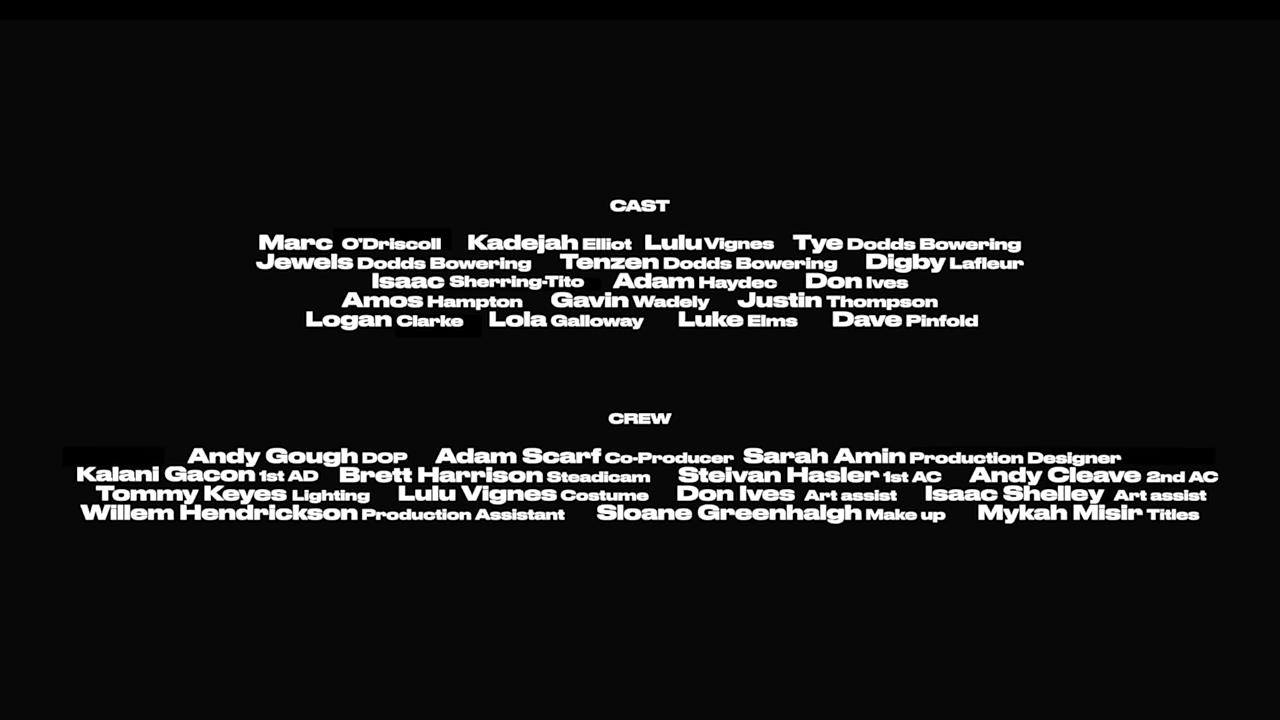 CAST
Marc O'Driscoll Kadejah Elliot Lulu Vignes Tye Dodds Bowering
Jewels Dodds Bowering Tenzen Dodds Bowering Digby Lafleur
Isaac Sherring-Tito Adam Haydec Don Ives
Amos Hampton Gavin Wadely Justin Thompson
Logan Clarke Lola Galloway Luke Elms Dave Pinfold
CREW
Andy Gough DOP Adam Scarf Co-Producer Sarah Amin Production Designer
Kalani Gacon 1st AD Brett Harrison Steadicam Steivan Hasler 1st AC Andy Cleave 2nd AC
Tommy Keyes Lighting Lulu Vignes Costume Don Ives Art assist Isaac Shelley Art assist
Willem Hendrickson Production Assistant Sloane Greenhalgh Make up Mykah Misir Titles